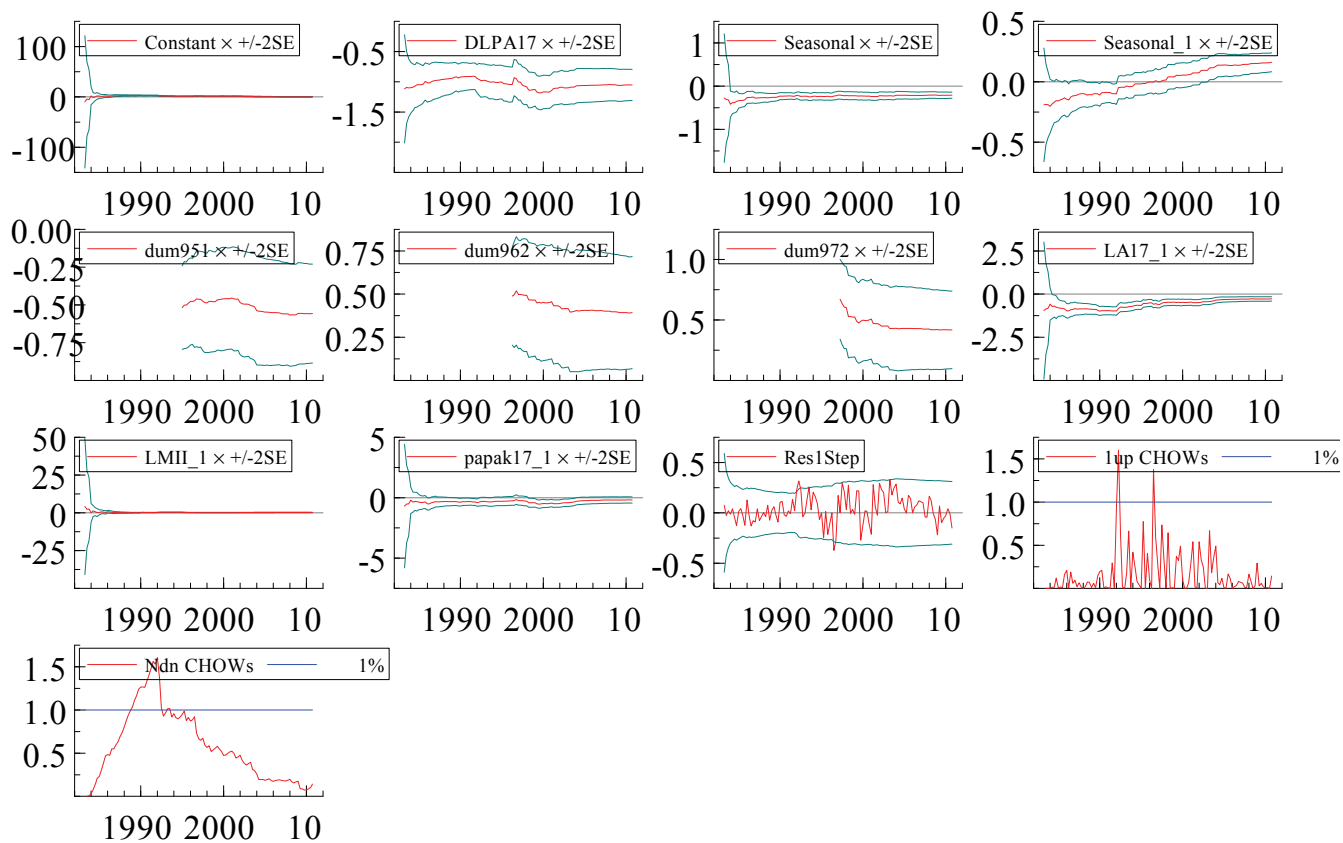 Constant × +/-2SE
100
0
-100
1990 2000 10
DLPA17 × +/-2SE
-0.5
-1.5
1990 2000 10
Seasonal × +/-2SE
1
0
-1
1990 2000 10
Seasonal_1 × +/-2SE
0.5
0.0
-0.5
1990 2000 10
dum951 × +/-2SE
0.00
-0.25
-0.50
-0.75
1990 2000 10
dum962 × +/-2SE
0.75
0.50
0.25
1990 2000 10
dum972 × +/-2SE
1.0
0.5
1990 2000 10
LA17_1 × +/-2SE
2.5
0.0
-2.5
1990 2000 10
LMII_1 × +/-2SE
50
25
0
-25
1990 2000 10
papak17_1 × +/-2SE
5
0
-5
1990 2000 10
Res1Step
0.5
0.0
-0.5
1990 2000 10
1up CHOWs 1%
1.5
1.0
0.5
1990 2000 10
Ndn CHOWs 1%
1.5
1.0
0.5
1990 2000 10